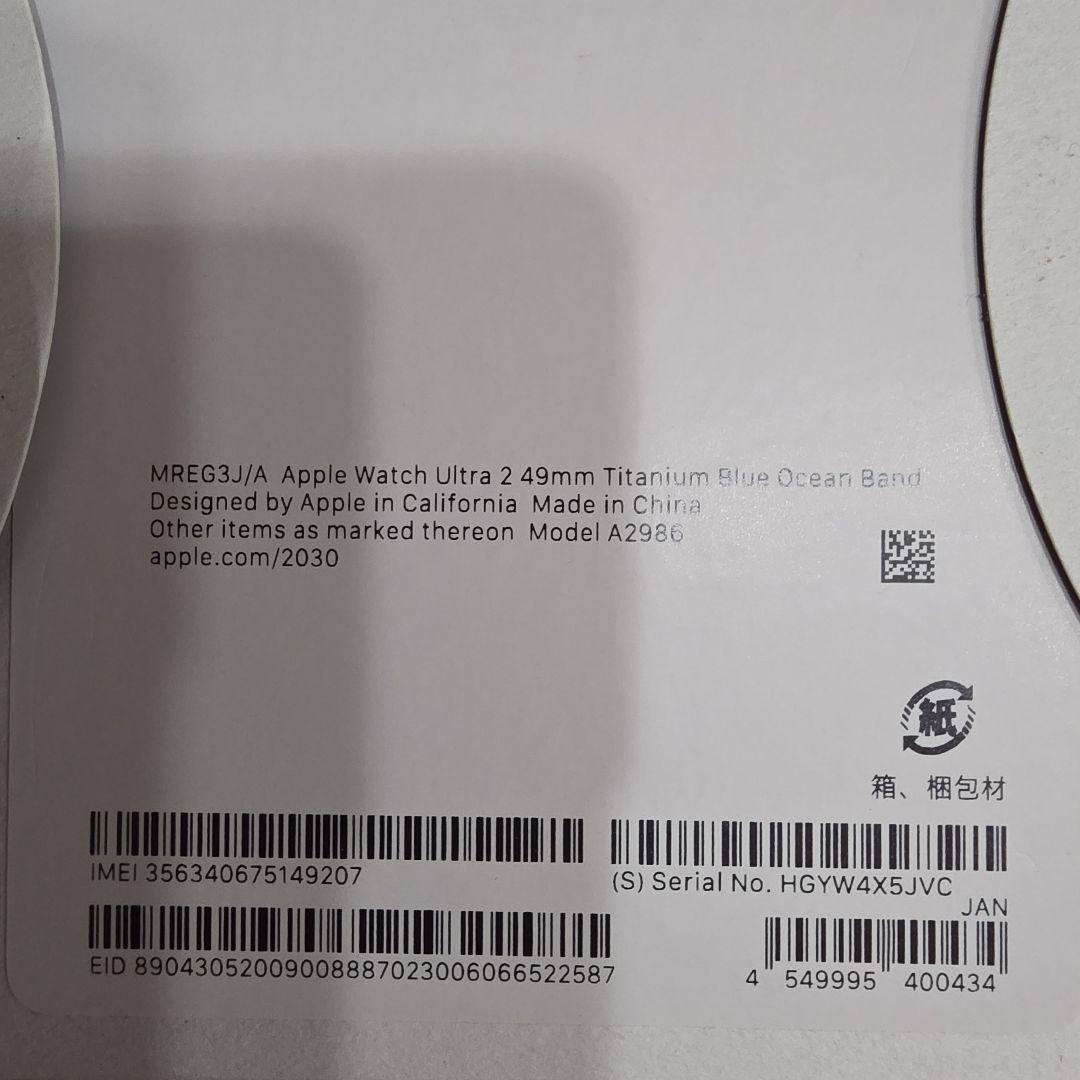 MREG3J/A Apple Watch Ultra 2 49mm Titanium Blue Ocean Band
Designed by Apple in California Made in China
Other items as marked thereon Model A2986
apple.com/2030
紙
箱、梱包材
IMEI 356340675149207
(S) Serial No. HGYW4X5JVC
JAN
EID 89043052009008887023006066522587
4 549995 400434